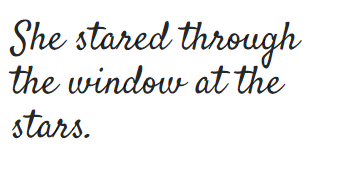 She stared through
the window at the
stars.